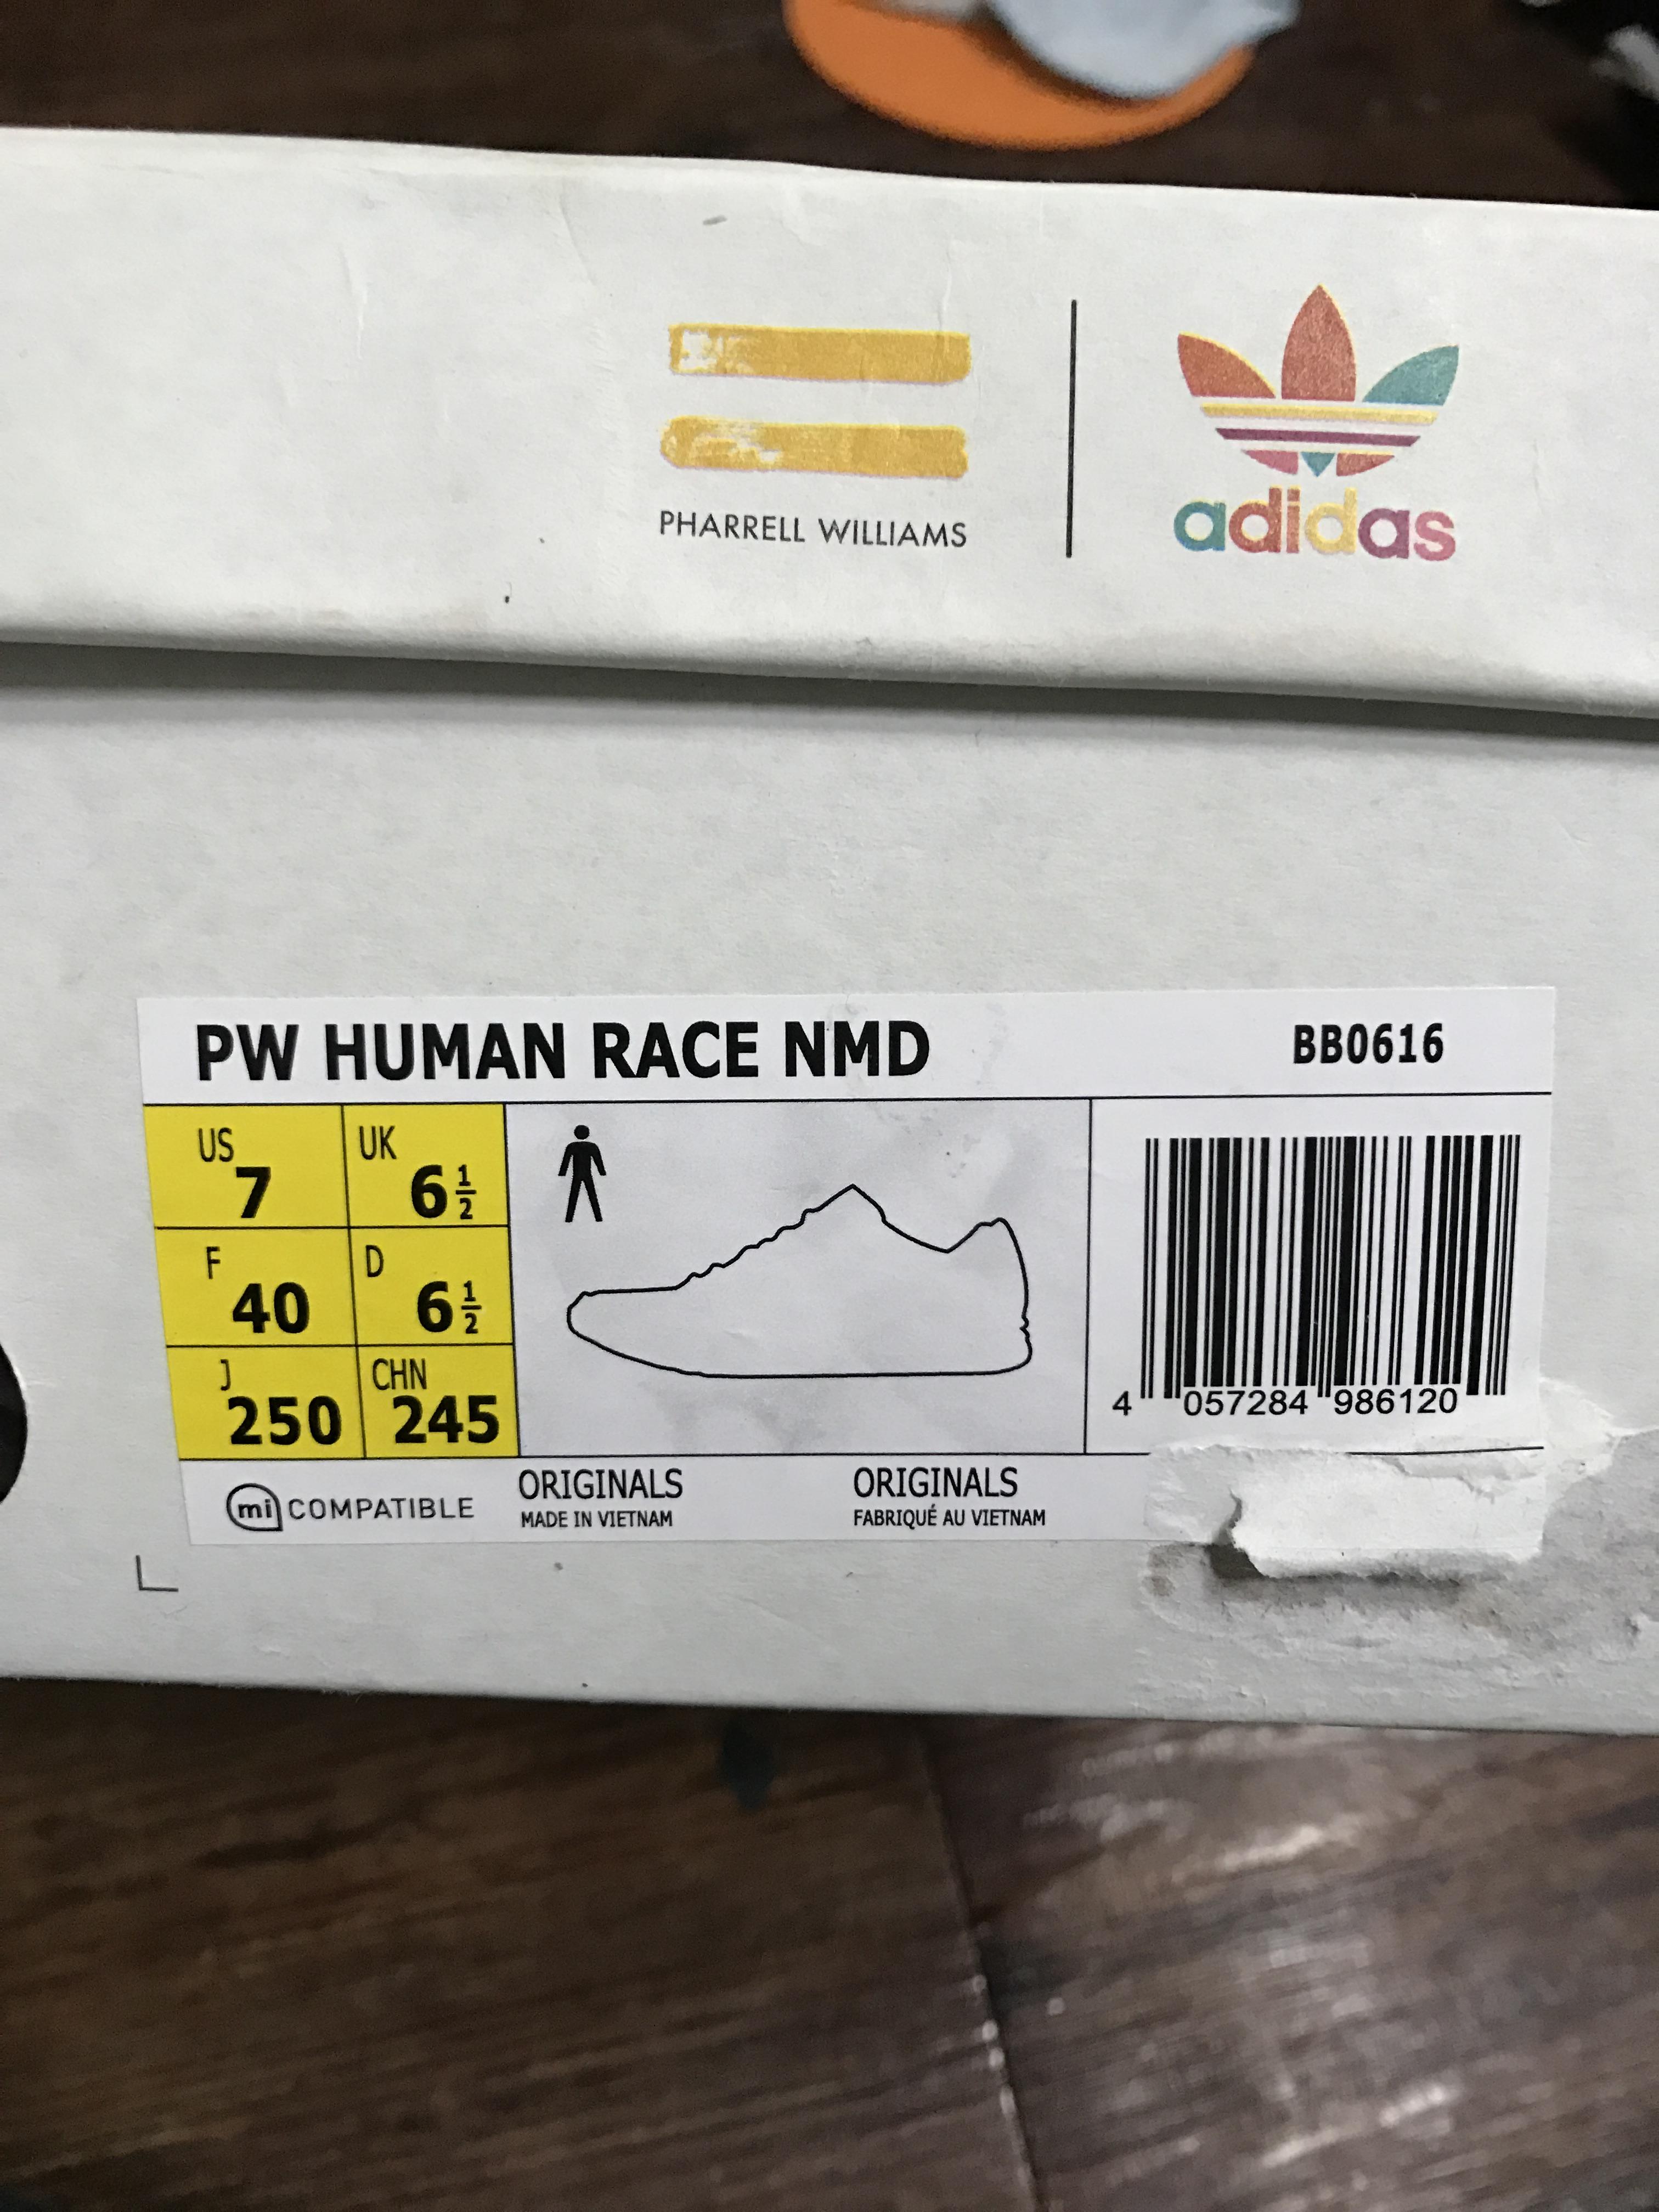 PHARRELL WILLIAMS
adidas
PW HUMAN RACE NMD
BB0616
US 7
UK 6½
F 40
D 6½
J 250
CHN 245
4 057284 986120
mi COMPATIBLE
ORIGINALS
MADE IN VIETNAM
ORIGINALS
FABRIQUÉ AU VIETNAM